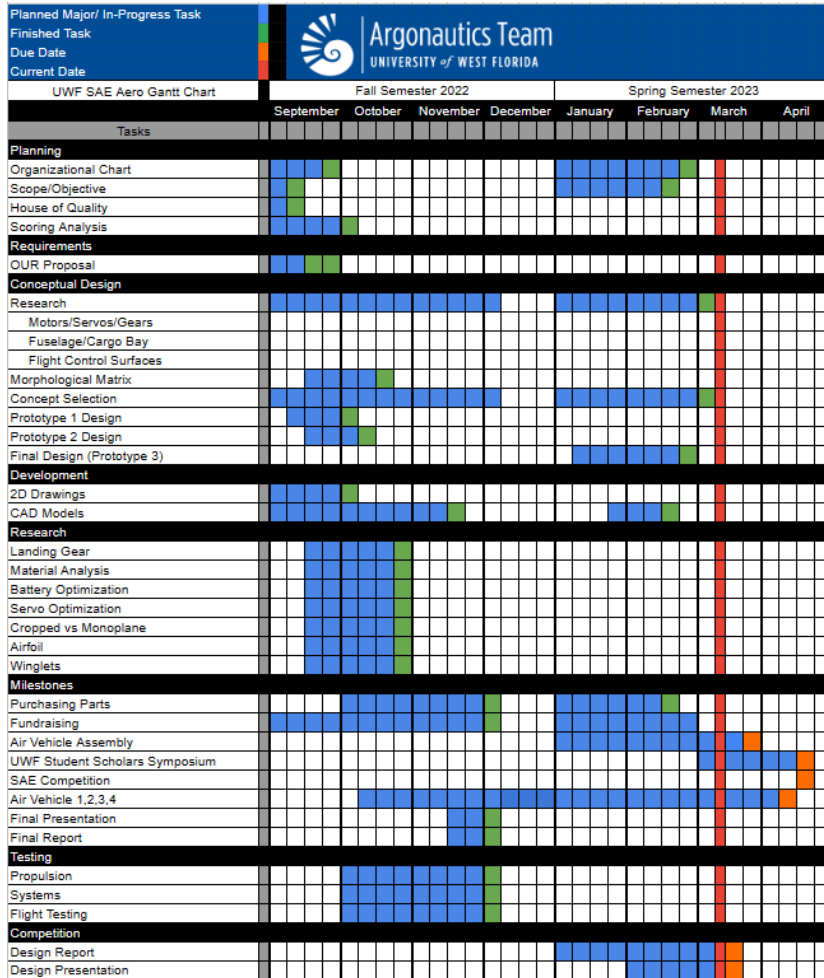 Planned Major/ In-Progress Task
Finished Task
Due Date
Current Date
Argonautics Team
UNIVERSITY of WEST FLORIDA
UWF SAE Aero Gantt Chart
Fall Semester 2022
Spring Semester 2023
September October November December January February March April
Tasks
Planning
Organizational Chart
Scope/Objective
House of Quality
Scoring Analysis
Requirements
OUR Proposal
Conceptual Design
Research
Motors/Servos/Gears
Fuselage/Cargo Bay
Flight Control Surfaces
Morphological Matrix
Concept Selection
Prototype 1 Design
Prototype 2 Design
Final Design (Prototype 3)
Development
2D Drawings
CAD Models
Research
Landing Gear
Material Analysis
Battery Optimization
Servo Optimization
Cropped vs Monoplane
Airfoil
Winglets
Milestones
Purchasing Parts
Fundraising
Air Vehicle Assembly
UWF Student Scholars Symposium
SAE Competition
Air Vehicle 1,2,3,4
Final Presentation
Final Report
Testing
Propulsion
Systems
Flight Testing
Competition
Design Report
Design Presentation